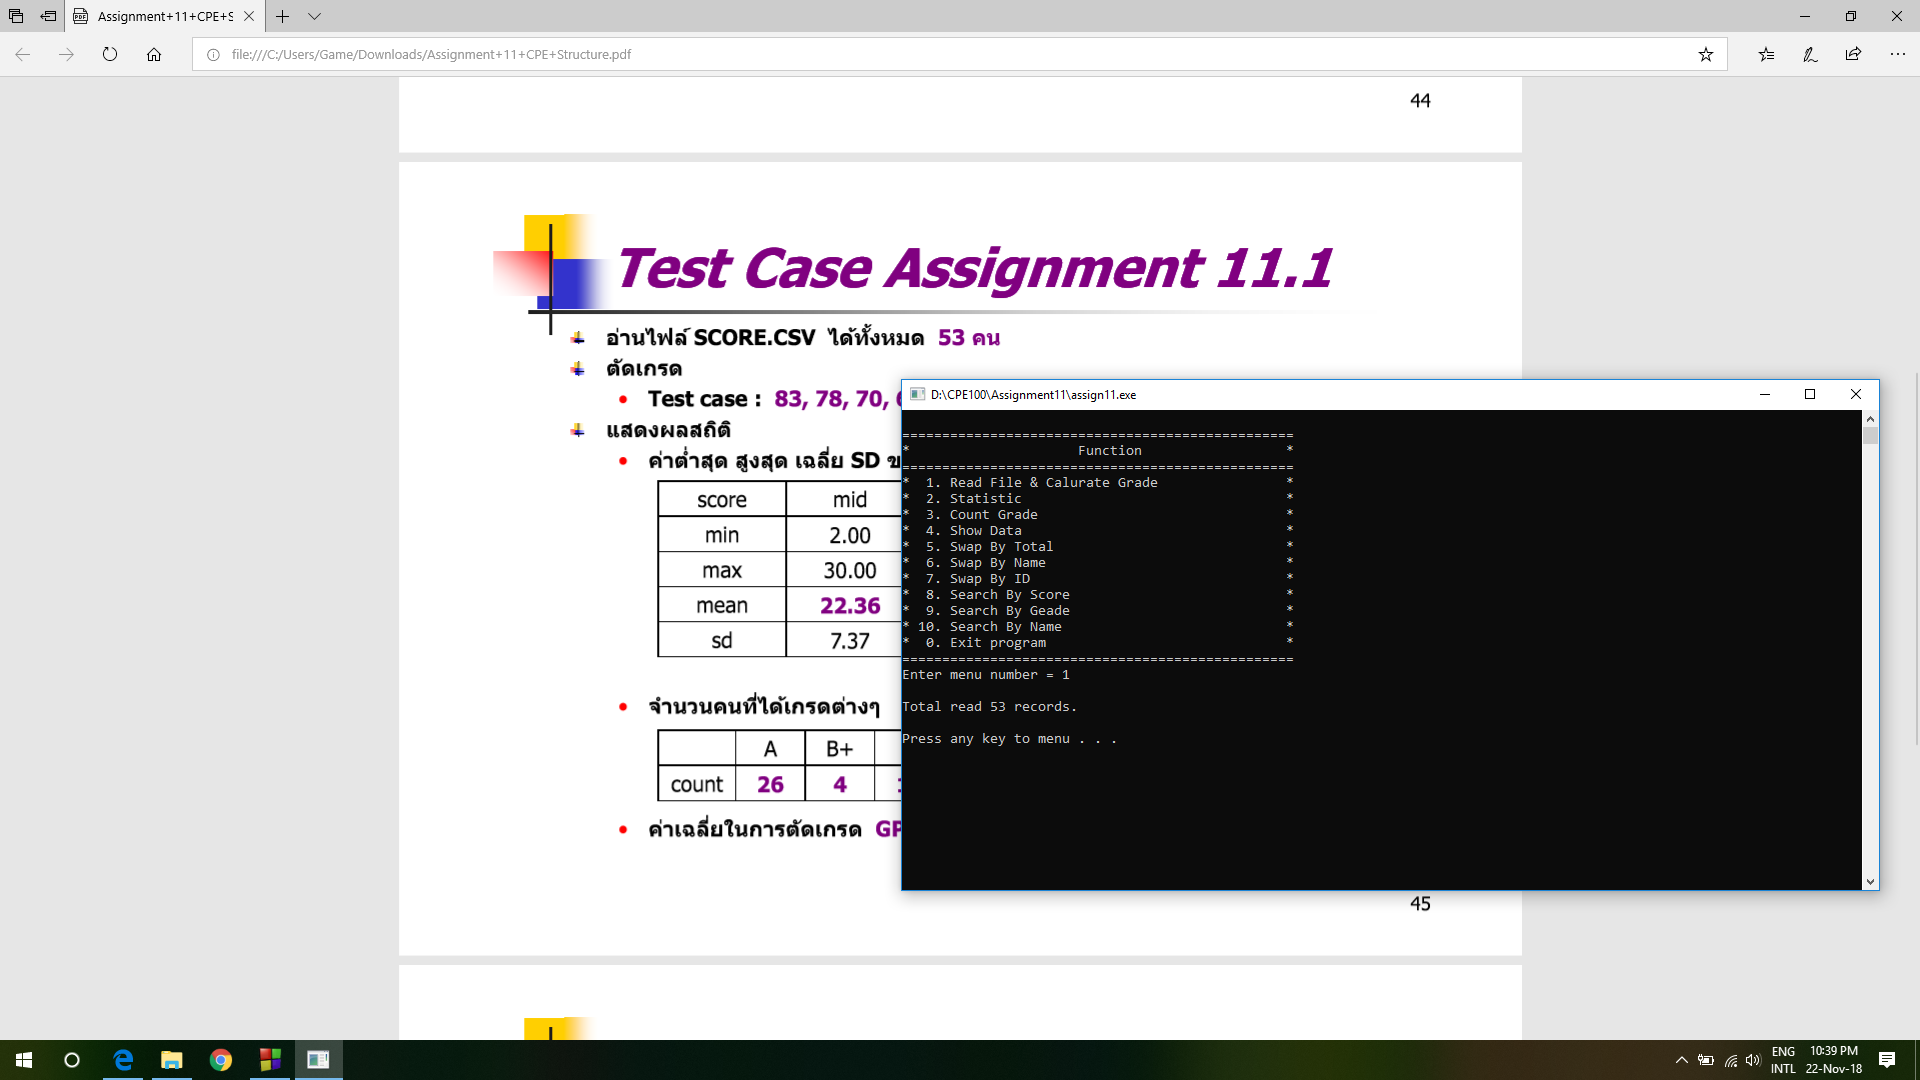 Assignment+11+CPE+S
file:///C:/Users/Game/Downloads/Assignment+11+CPE+Structure.pdf
44
Test Case Assignment 11.1
อ่านไฟล์ SCORE.CSV ได้ทั้งหมด 53 คน
ตัดเกรด
Test case : 83, 78, 70,
แสดงผลสถิติ
ค่าต่ำสุด สูงสุด เฉลี่ย SD ข
score mid
min 2.00
max 30.00
mean 22.36
sd 7.37
จำนวนคนที่ได้เกรดต่างๆ
A B+
count 26 4
ค่าเฉลี่ยในการตัดเกรด GP
45
D:\CPE100\Assignment11\assign11.exe
=================================================
* Function *
=================================================
* 1. Read File & Calurate Grade *
* 2. Statistic *
* 3. Count Grade *
* 4. Show Data *
* 5. Swap By Total *
* 6. Swap By Name *
* 7. Swap By ID *
* 8. Search By Score *
* 9. Search By Geade *
* 10. Search By Name *
* 0. Exit program *
=================================================
Enter menu number = 1
Total read 53 records.
Press any key to menu . . .
ENG
INTL
10:39 PM
22-Nov-18